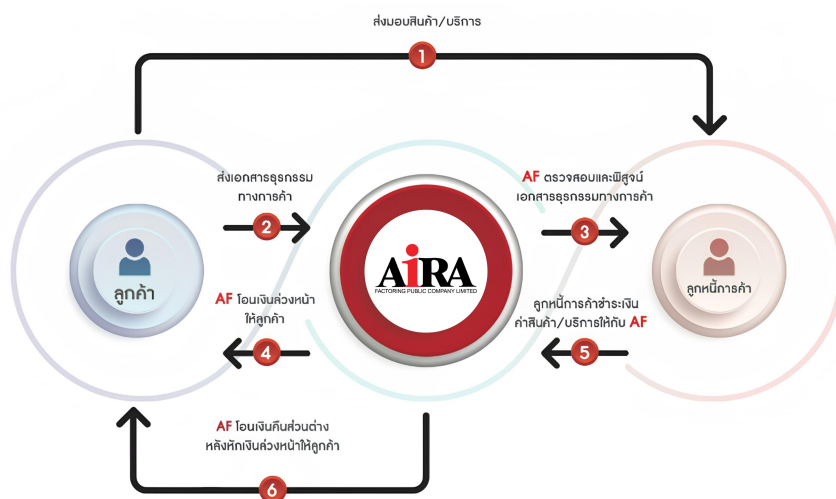 ส่งมอบสินค้า/บริการ
1
ส่งเอกสารธุรกรรม
ทางการค้า
2
AF ตรวจสอบและพิสูจน์
เอกสารธุรกรรมทางการค้า
3
ลูกค้า
AiRA
FACTORING PUBLIC COMPANY LIMITED
ลูกหนี้การค้า
AF โอนเงินล่วงหน้า
ให้ลูกค้า
4
ลูกหนี้การค้าชำระเงิน
ค่าสินค้า/บริการให้กับ AF
5
AF โอนเงินคืนส่วนต่าง
หลังหักเงินล่วงหน้าให้ลูกค้า
6